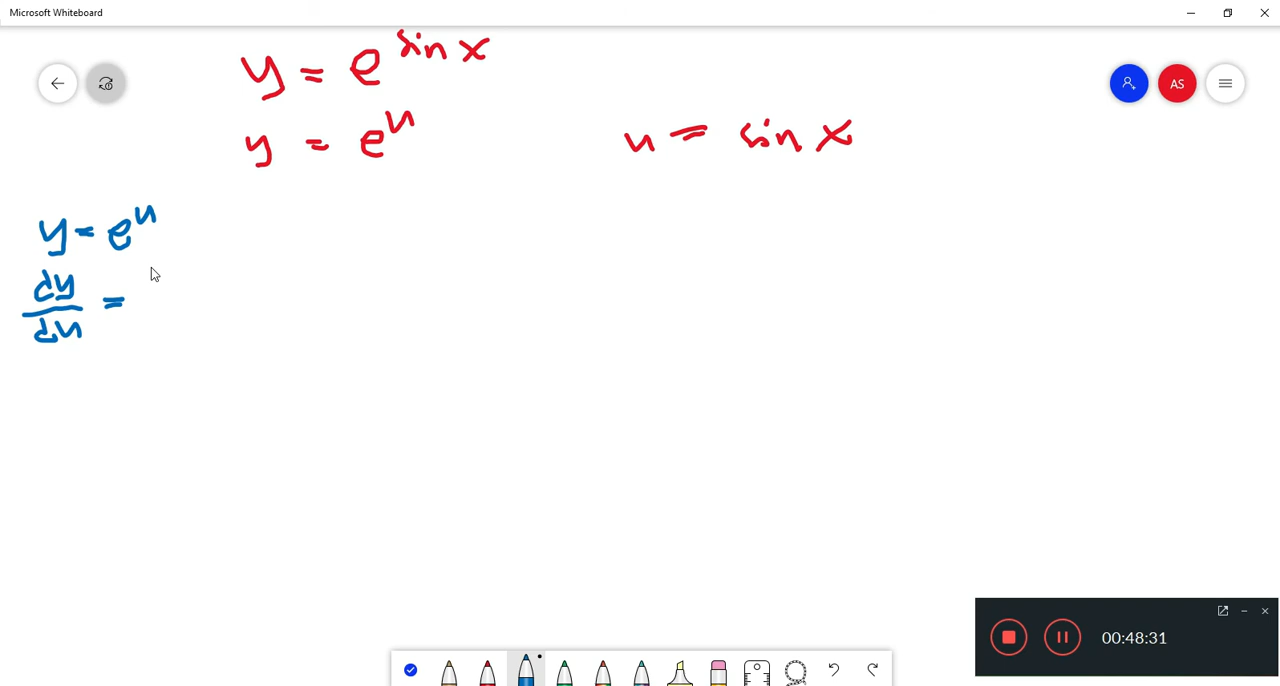 Microsoft Whiteboard
y = e^{sin x}
AS
y = e^u    u = sin x
y = e^u
dy/du =
00:48:31